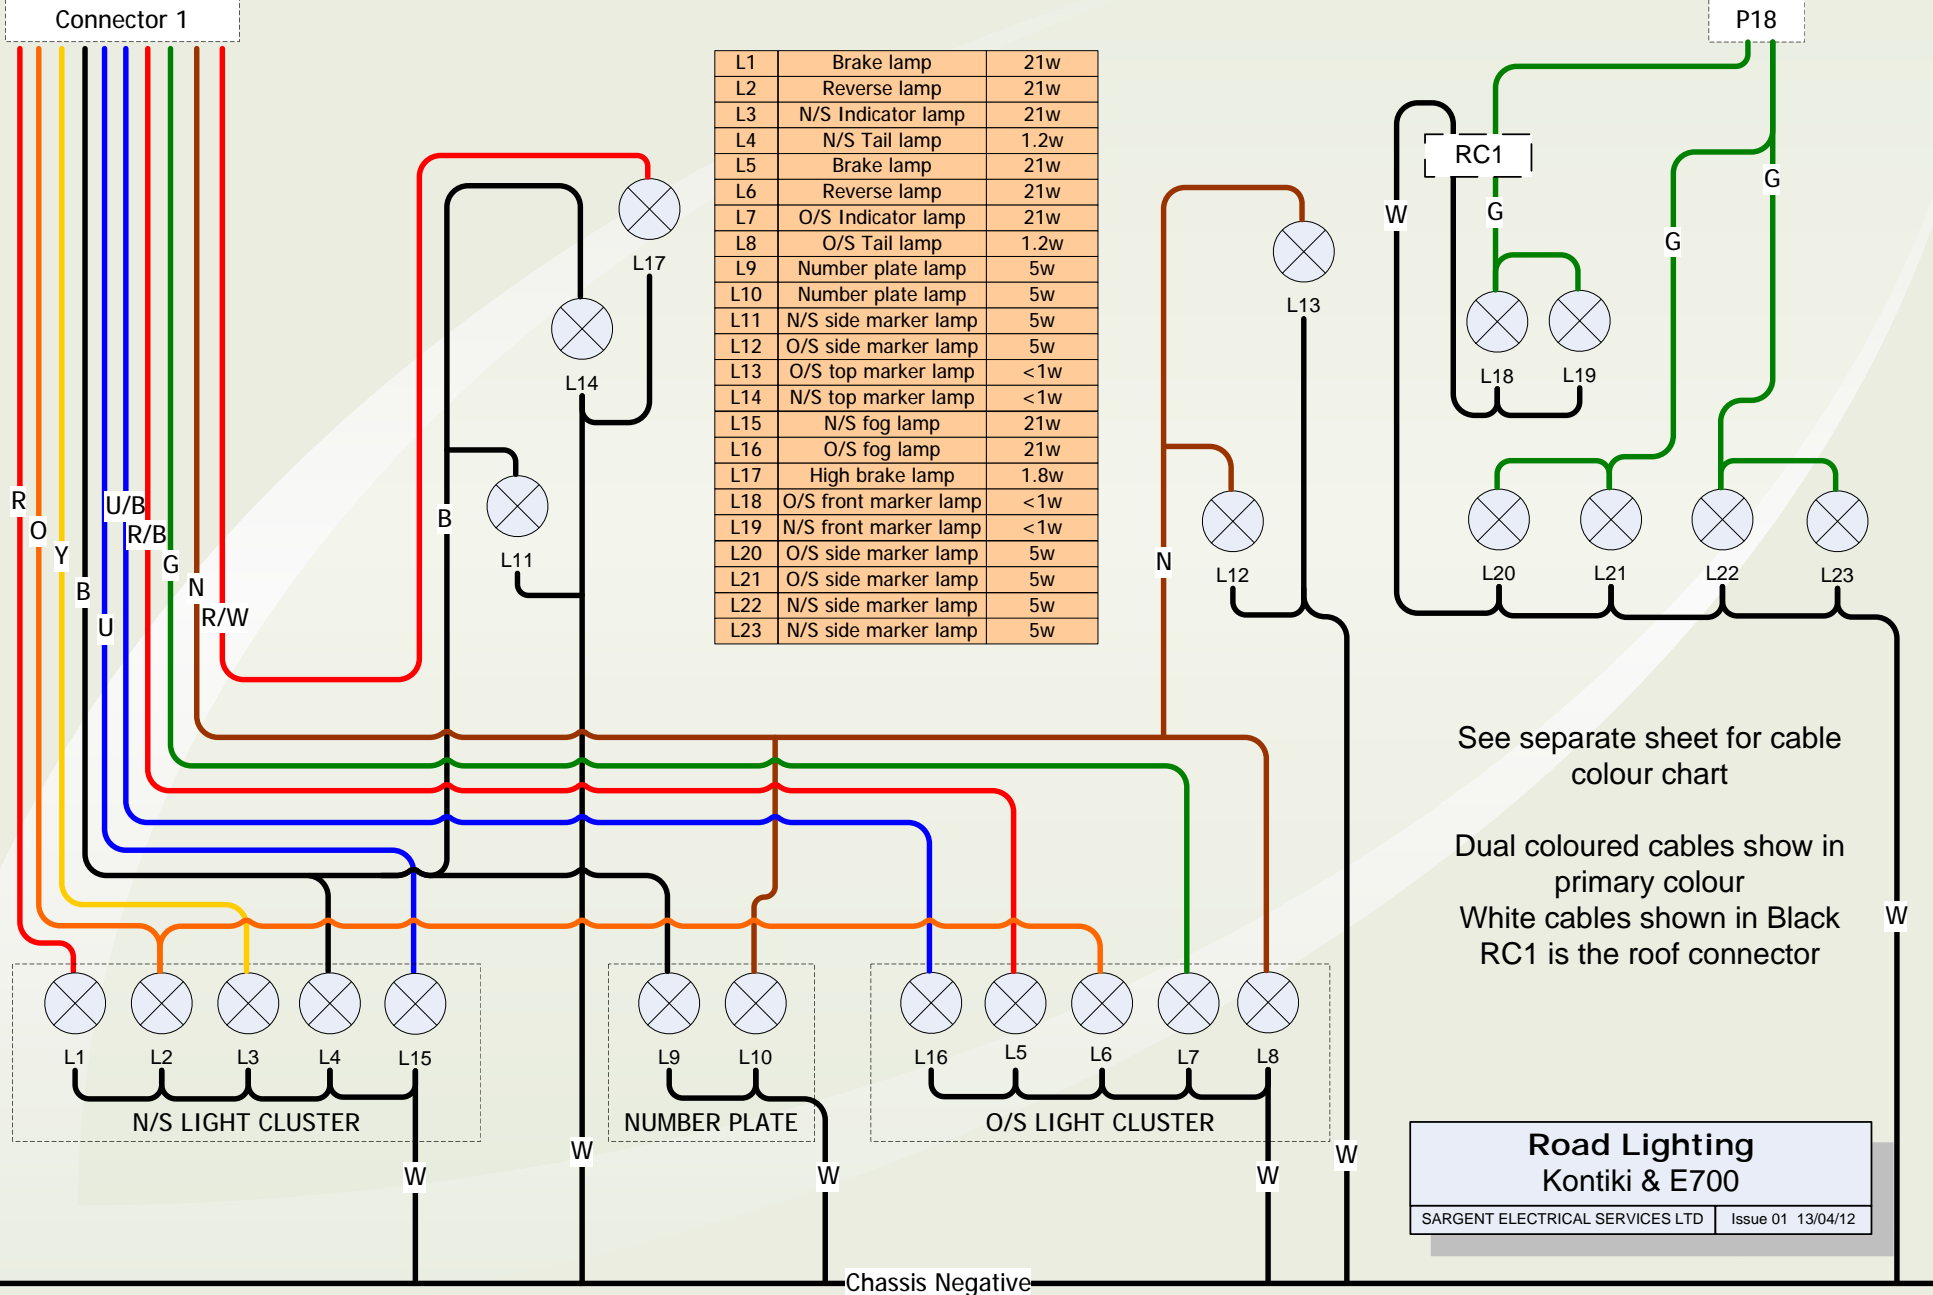 Connector 1
P18
L1 Brake lamp 21w
L2 Reverse lamp 21w
L3 N/S Indicator lamp 21w
L4 N/S Tail lamp 1.2w
L5 Brake lamp 21w
L6 Reverse lamp 21w
L7 O/S Indicator lamp 21w
L8 O/S Tail lamp 1.2w
L9 Number plate lamp 5w
L10 Number plate lamp 5w
L11 N/S side marker lamp 5w
L12 O/S side marker lamp 5w
L13 O/S top marker lamp <1w
L14 N/S top marker lamp <1w
L15 N/S fog lamp 21w
L16 O/S fog lamp 21w
L17 High brake lamp 1.8w
L18 O/S front marker lamp <1w
L19 N/S front marker lamp <1w
L20 O/S side marker lamp 5w
L21 O/S side marker lamp 5w
L22 N/S side marker lamp 5w
L23 N/S side marker lamp 5w
RC1
G
W
G
G
L17
L13
L14
L18 L19
R
O
Y
B
U
U/B
R/B
G
N
R/W
B
L11
N
L12
L20 L21 L22 L23
See separate sheet for cable
colour chart
Dual coloured cables show in
primary colour
White cables shown in Black
RC1 is the roof connector
W
L1 L2 L3 L4 L15
N/S LIGHT CLUSTER
W
W
L9 L10
NUMBER PLATE
W
L16 L5 L6 L7 L8
O/S LIGHT CLUSTER
W
W
Road Lighting
Kontiki & E700
SARGENT ELECTRICAL SERVICES LTD Issue 01 13/04/12
Chassis Negative